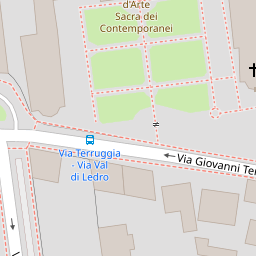 d'Arte
Sacra dei
Contemporanei
Via Giovanni Ter
Via Terruggia
- Via Val
di Ledro